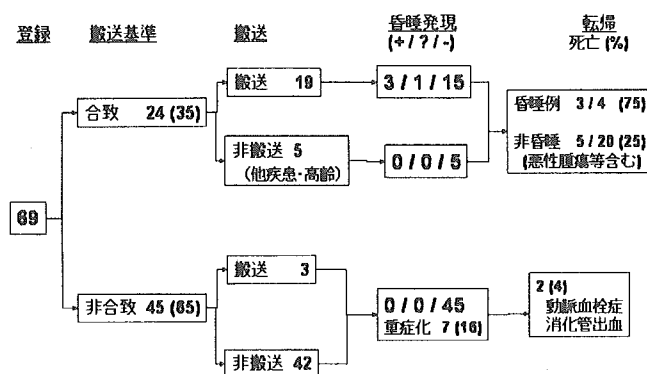 登録 搬送基準 搬送 昏睡発現 転帰
(+ / ? / -) 死亡 (%)
搬送 19
3 / 1 / 15
合致 24 (35)
昏睡例 3 / 4 (75)
非昏睡 5 / 20 (25)
(悪性腫瘍等含む)
非搬送 5
(他疾患・高齢)
0 / 0 / 5
69
搬送 3
非合致 45 (65)
0 / 0 / 45
重症化 7 (16)
2 (4)
動脈血栓症
消化管出血
非搬送 42